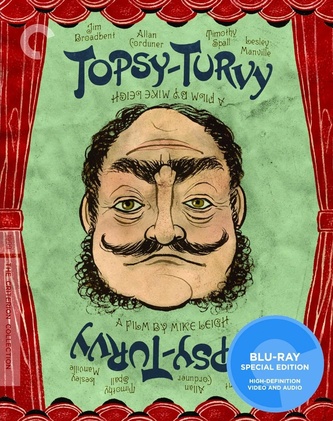 Jim Broadbent
Allan Corduner
Timothy Spall
Lesley Manville
TOPSY-TURVY
A FILM BY MIKE LEIGH
A FILM BY MIKE LEIGH
TOPSY-TURVY
Lesley Manville
Timothy Spall
Allan Corduner
THE CRITERION COLLECTION
BLU-RAY
SPECIAL EDITION
HIGH-DEFINITION
VIDEO AND AUDIO